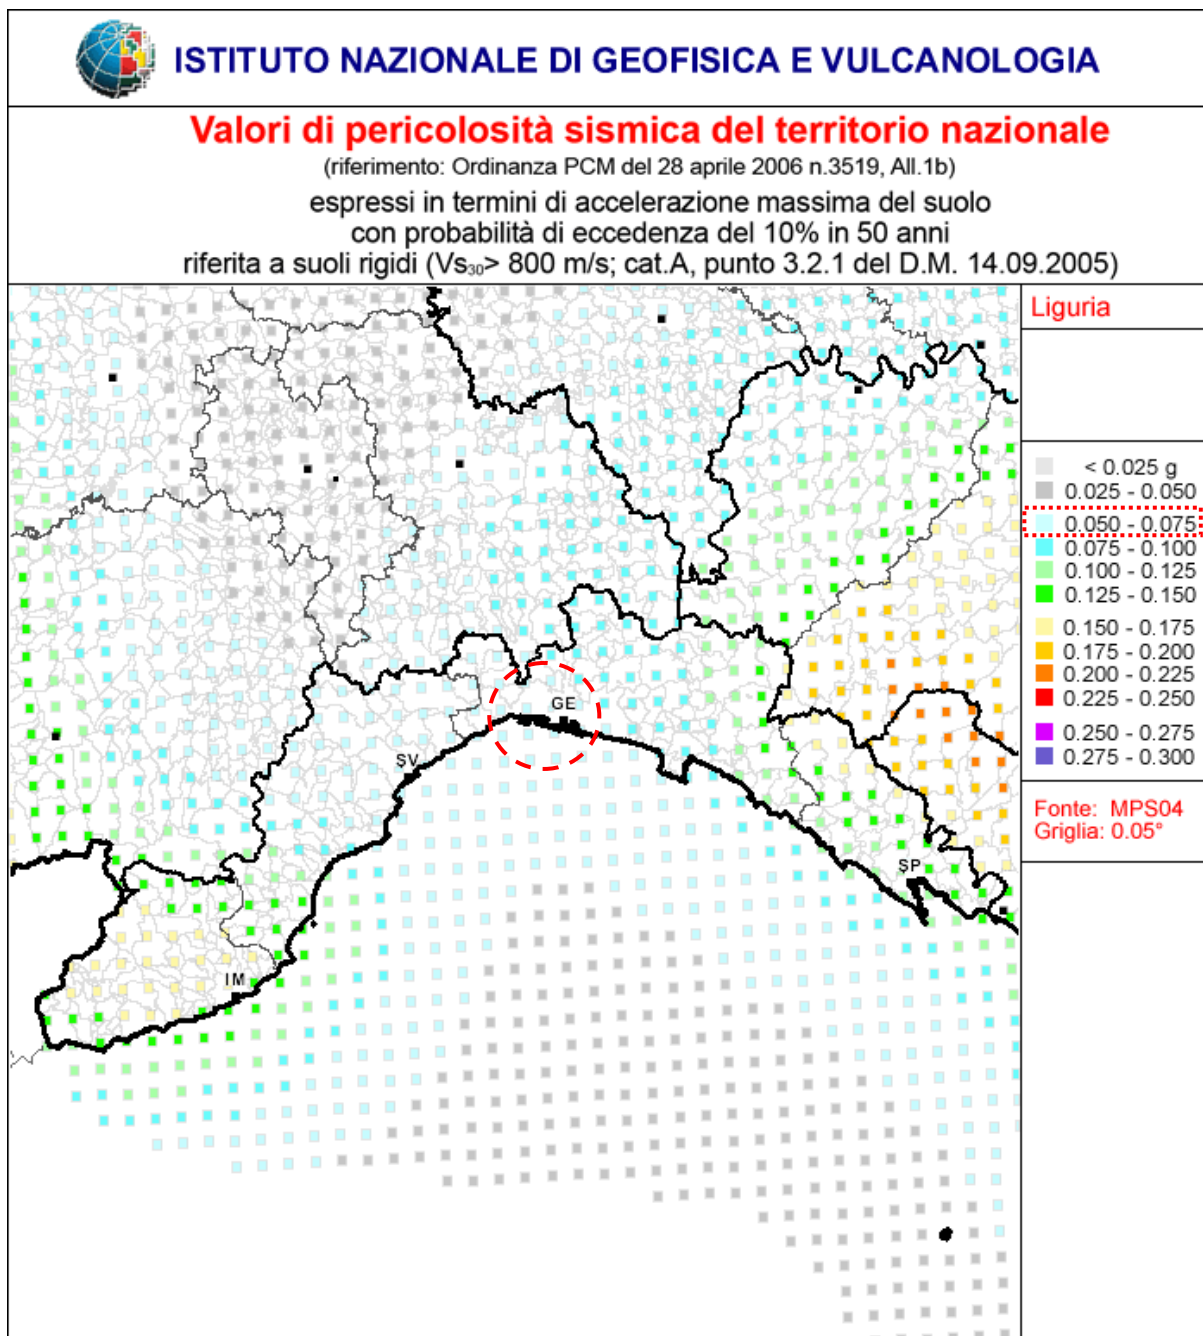 ISTITUTO NAZIONALE DI GEOFISICA E VULCANOLOGIA
Valori di pericolosità sismica del territorio nazionale
(riferimento: Ordinanza PCM del 28 aprile 2006 n.3519, All.1b)
espressi in termini di accelerazione massima del suolo
con probabilità di eccedenza del 10% in 50 anni
riferita a suoli rigidi (Vs₃₀> 800 m/s; cat.A, punto 3.2.1 del D.M. 14.09.2005)
Liguria
< 0.025 g
0.025 - 0.050
0.050 - 0.075
0.075 - 0.100
0.100 - 0.125
0.125 - 0.150
0.150 - 0.175
0.175 - 0.200
0.200 - 0.225
0.225 - 0.250
0.250 - 0.275
0.275 - 0.300
Fonte: MPS04
Griglia: 0.05°
GE
SV
SP
IM